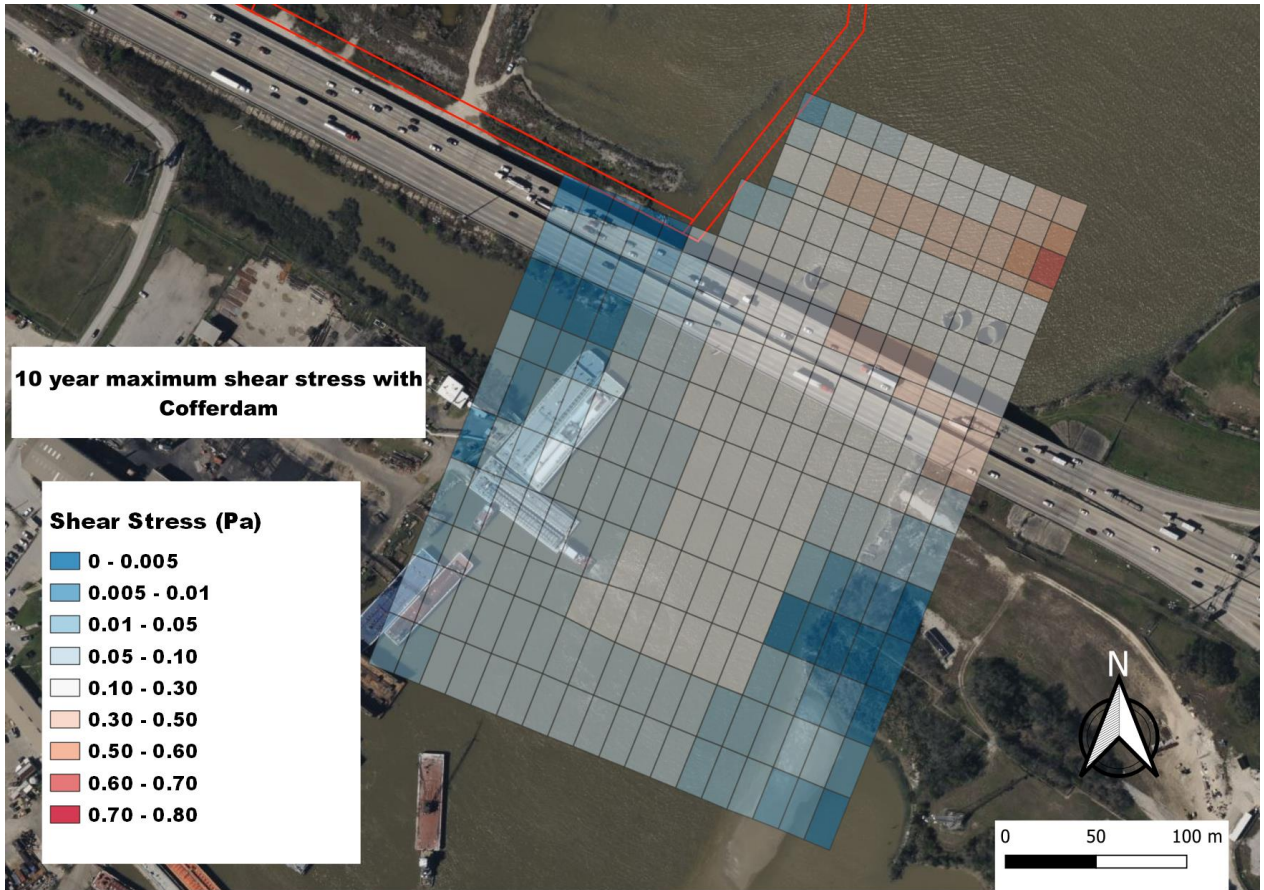 10 year maximum shear stress with
Cofferdam
Shear Stress (Pa)
0 - 0.005
0.005 - 0.01
0.01 - 0.05
0.05 - 0.10
0.10 - 0.30
0.30 - 0.50
0.50 - 0.60
0.60 - 0.70
0.70 - 0.80
N
0 50 100 m